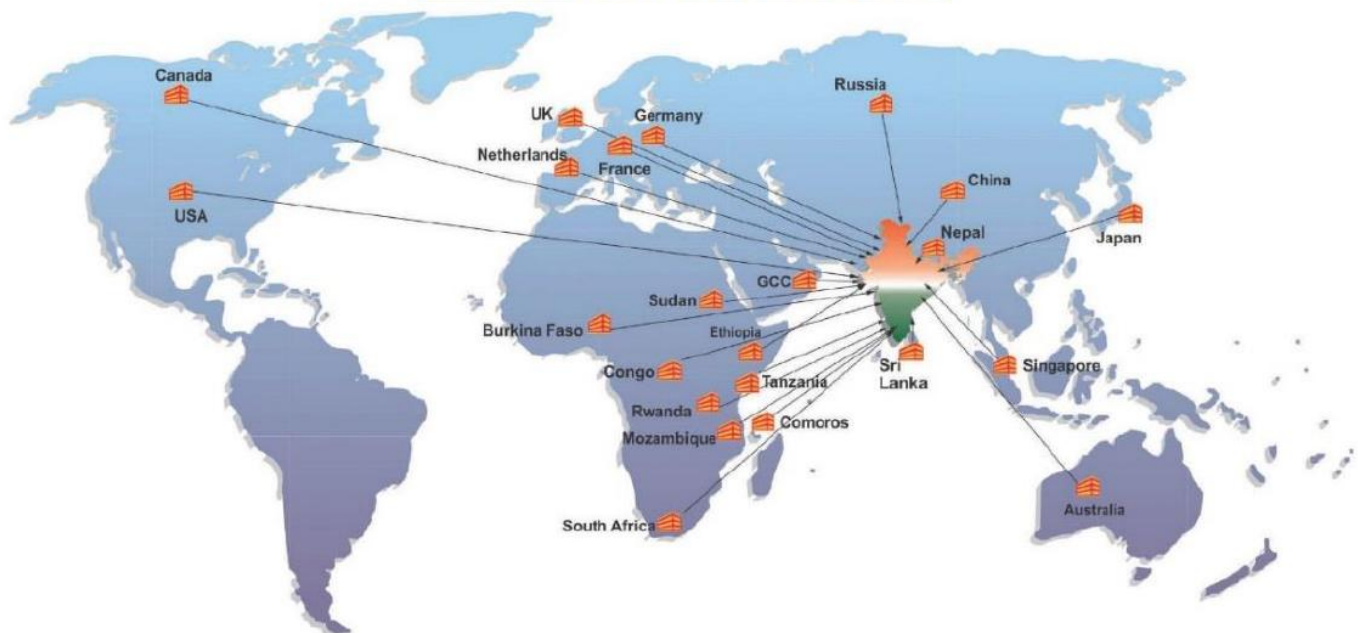 Canada
Russia
UK
Germany
Netherlands
France
China
USA
Nepal
Japan
GCC
Sudan
Burkina Faso
Ethiopia
Congo
Tanzania
Sri
Lanka
Singapore
Rwanda
Comoros
Mozambique
Australia
South Africa